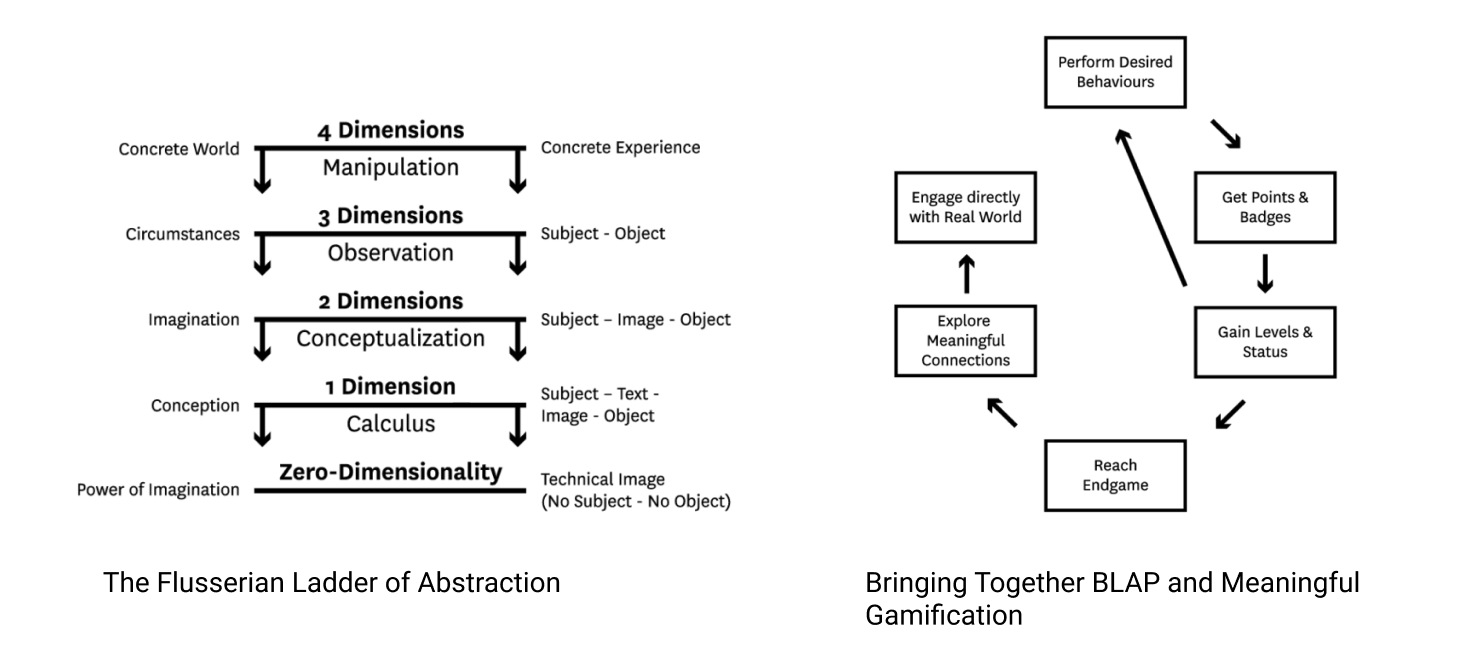 4 Dimensions
Concrete World
Manipulation
Concrete Experience
3 Dimensions
Circumstances
Observation
Subject - Object
2 Dimensions
Imagination
Conceptualization
Subject – Image - Object
1 Dimension
Conception
Calculus
Subject – Text -
Image - Object
Zero-Dimensionality
Power of Imagination
Technical Image
(No Subject - No Object)
The Flusserian Ladder of Abstraction
Perform Desired
Behaviours
Get Points &
Badges
Gain Levels &
Status
Reach
Endgame
Explore
Meaningful
Connections
Engage directly
with Real World
Bringing Together BLAP and Meaningful
Gamification